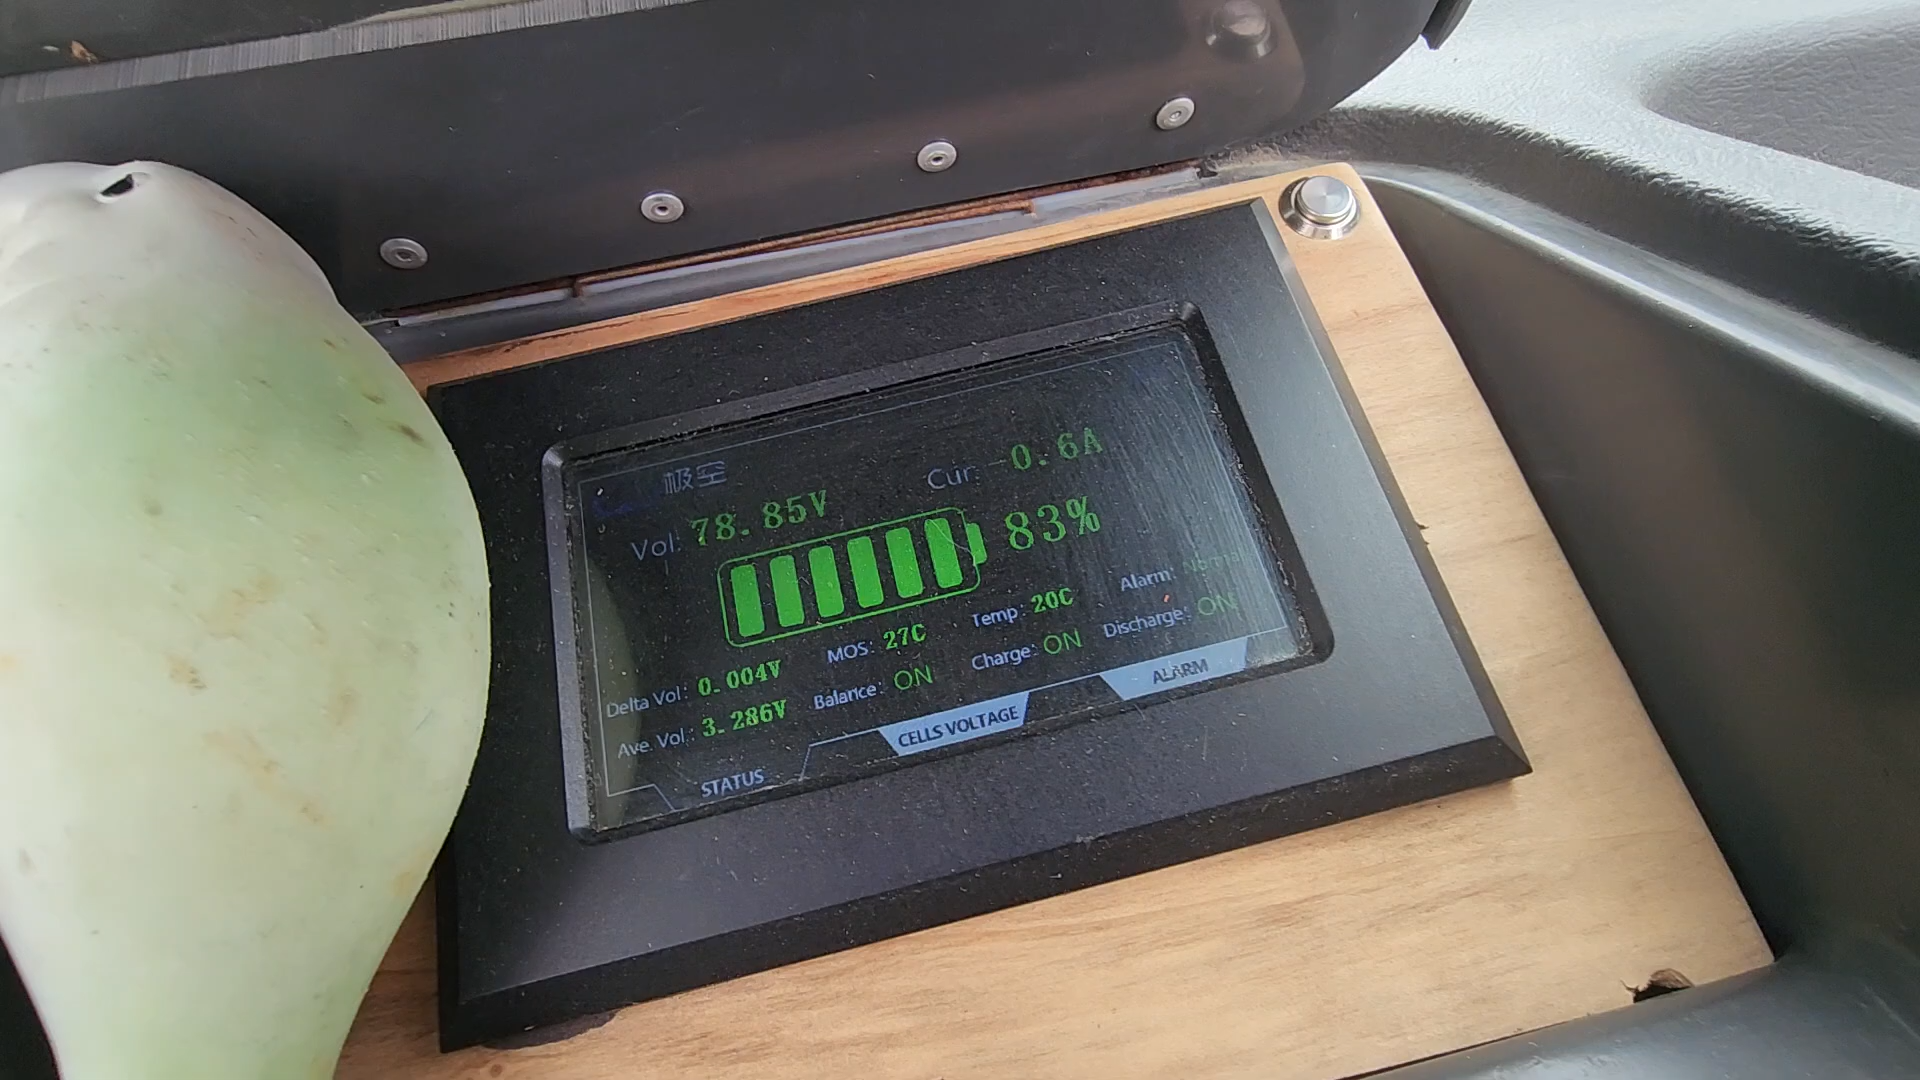 极空
Vol: 78.85V
Cur: -0.6A
83%
Delta Vol: 0.004V
MOS: 27C
Temp: 20C
Alarm: Normal
Ave. Vol.: 3.286V
Balance: ON
Charge: ON
Discharge: ON
STATUS
CELLS VOLTAGE
ALARM